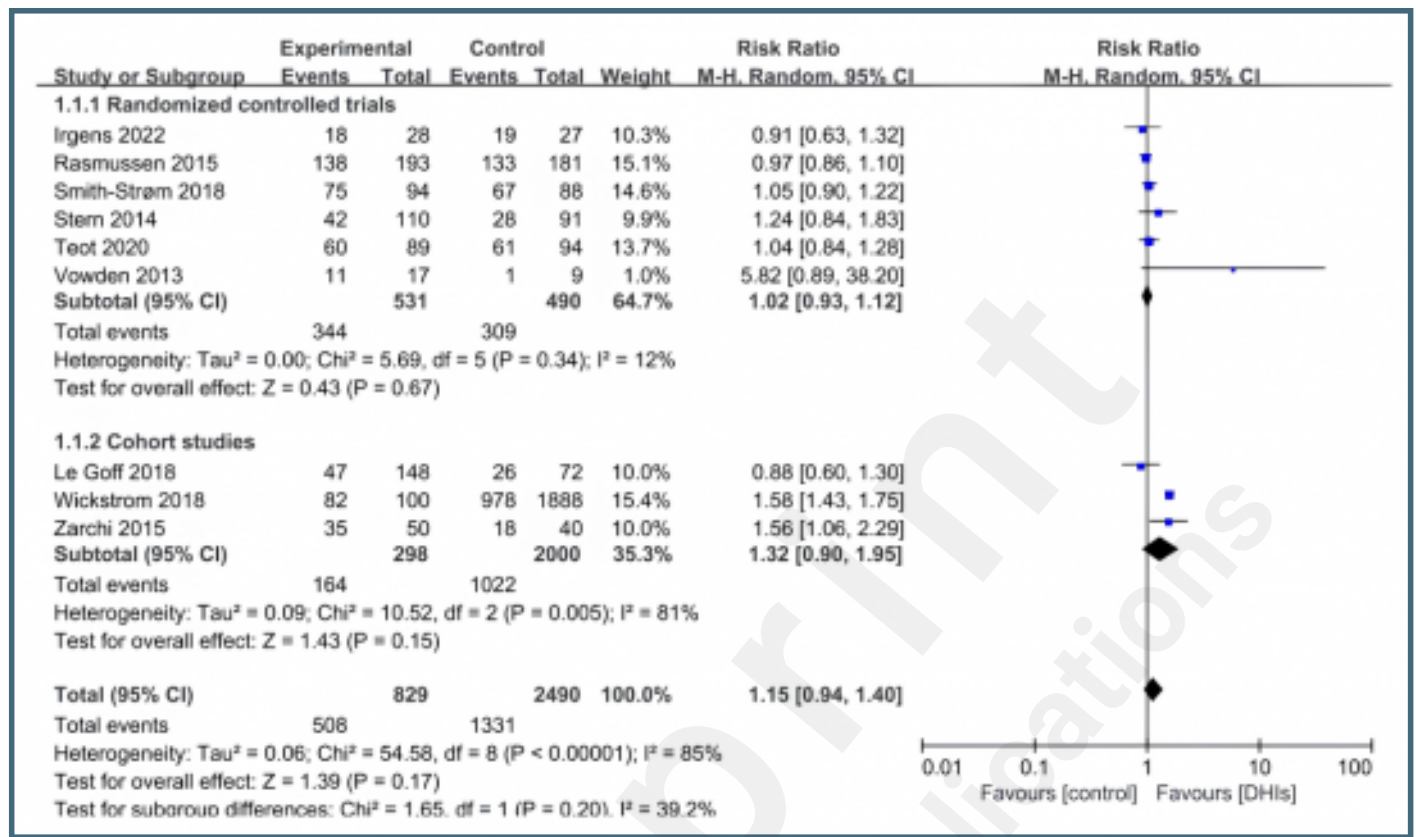 Experimental Control Risk Ratio Risk Ratio
Study or Subgroup Events Total Events Total Weight M-H, Random, 95% CI M-H, Random, 95% CI
1.1.1 Randomized controlled trials
Irgens 2022 18 28 19 27 10.3% 0.91 [0.63, 1.32]
Rasmussen 2015 138 193 133 181 15.1% 0.97 [0.86, 1.10]
Smith-Strøm 2018 75 94 67 88 14.6% 1.05 [0.90, 1.22]
Stern 2014 42 110 28 91 9.9% 1.24 [0.84, 1.83]
Teot 2020 60 89 61 94 13.7% 1.04 [0.84, 1.28]
Vowden 2013 11 17 1 9 1.0% 5.82 [0.89, 38.20]
Subtotal (95% CI) 531 490 64.7% 1.02 [0.93, 1.12]
Total events 344 309
Heterogeneity: Tau² = 0.00; Chi² = 5.69, df = 5 (P = 0.34); I² = 12%
Test for overall effect: Z = 0.43 (P = 0.67)
1.1.2 Cohort studies
Le Goff 2018 47 148 26 72 10.0% 0.88 [0.60, 1.30]
Wickstrom 2018 82 100 978 1888 15.4% 1.58 [1.43, 1.75]
Zarchi 2015 35 50 18 40 10.0% 1.56 [1.06, 2.29]
Subtotal (95% CI) 298 2000 35.3% 1.32 [0.90, 1.95]
Total events 164 1022
Heterogeneity: Tau² = 0.09; Chi² = 10.52, df = 2 (P = 0.005); I² = 81%
Test for overall effect: Z = 1.43 (P = 0.15)
Total (95% CI) 829 2490 100.0% 1.15 [0.94, 1.40]
Total events 508 1331
Heterogeneity: Tau² = 0.06; Chi² = 54.58, df = 8 (P < 0.00001); I² = 85%
Test for overall effect: Z = 1.39 (P = 0.17)
Test for subgroup differences: Chi² = 1.65, df = 1 (P = 0.20), I² = 39.2%
0.01 0.1 1 10 100
Favours [control] Favours [DHIs]
print
lications